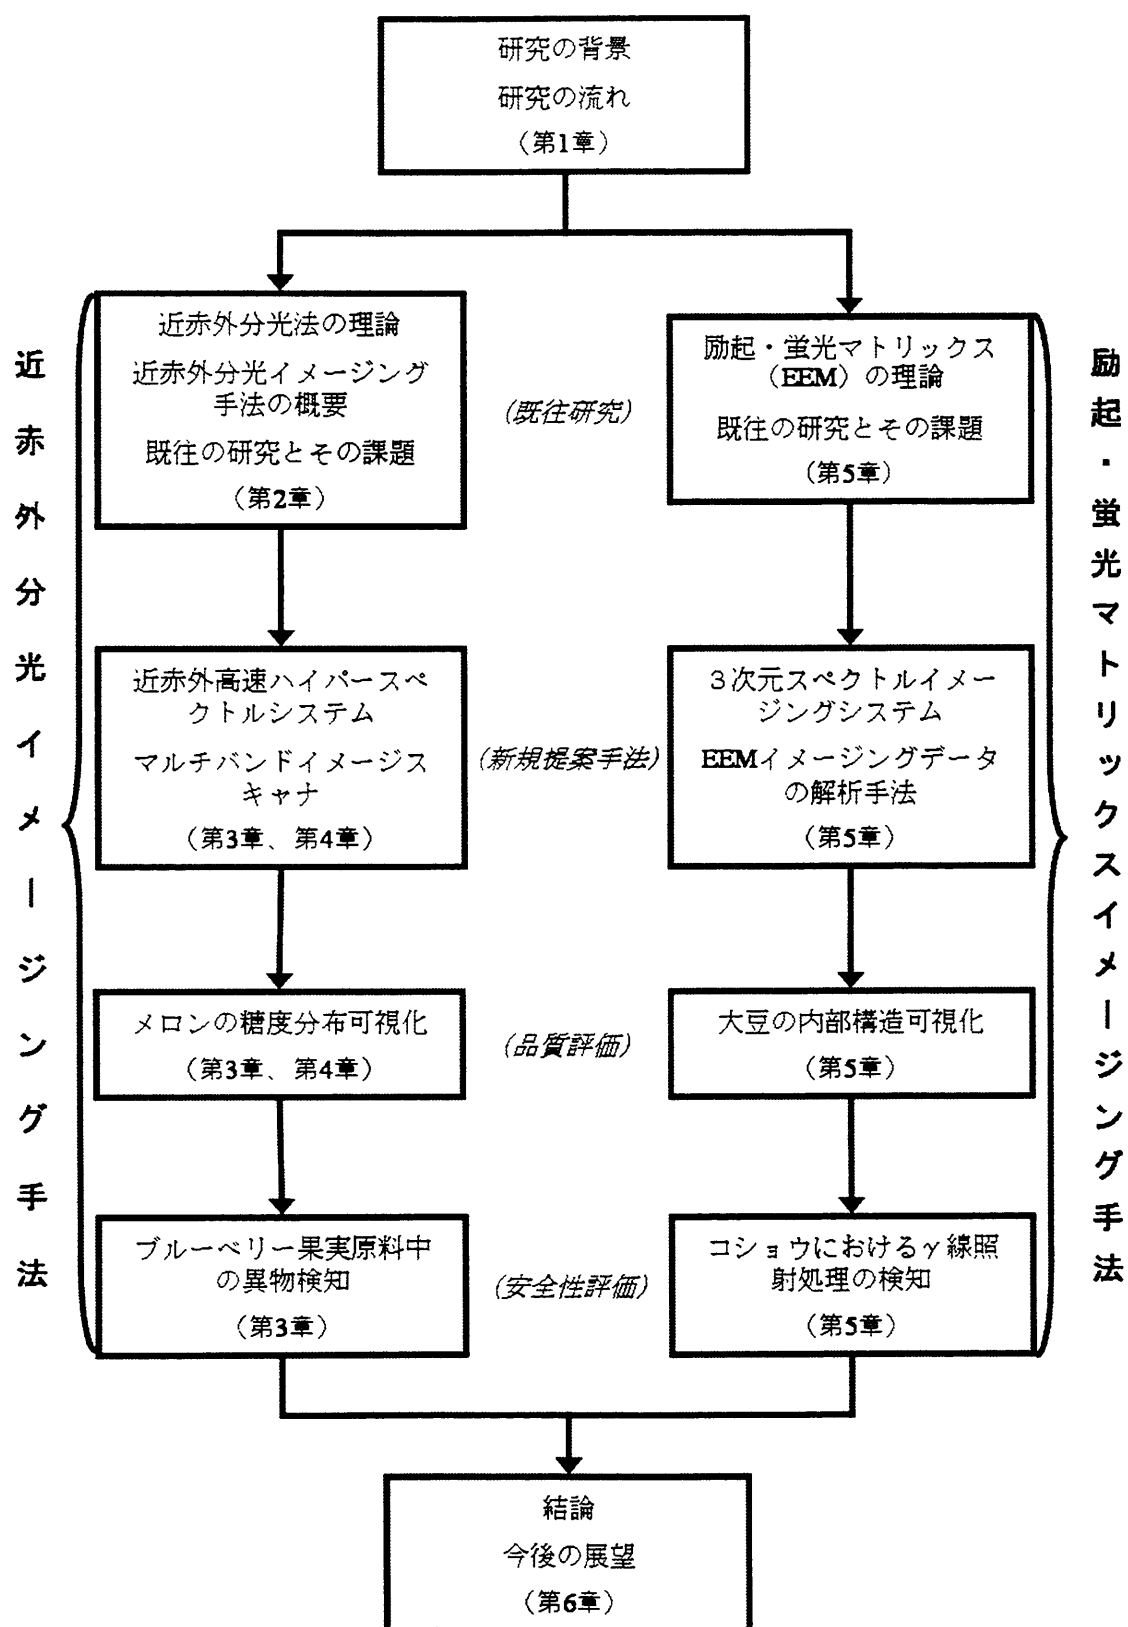 研究の背景
研究の流れ
（第1章）
近赤外分光イメージング手法
近赤外分光法の理論
近赤外分光イメージング
手法の概要
既往の研究とその課題
（第2章）
(既往研究)
励起・蛍光マトリックス
（EEM）の理論
既往の研究とその課題
（第5章）
励起・蛍光マトリックスイメージング手法
近赤外高速ハイパースペ
クトルシステム
マルチバンドイメージス
キャナ
（第3章、第4章）
(新規提案手法)
３次元スペクトルイメー
ジングシステム
EEMイメージングデータ
の解析手法
（第5章）
メロンの糖度分布可視化
（第3章、第4章）
(品質評価)
大豆の内部構造可視化
（第5章）
ブルーベリー果実原料中
の異物検知
（第3章）
(安全性評価)
コショウにおけるγ線照
射処理の検知
（第5章）
結論
今後の展望
（第6章）